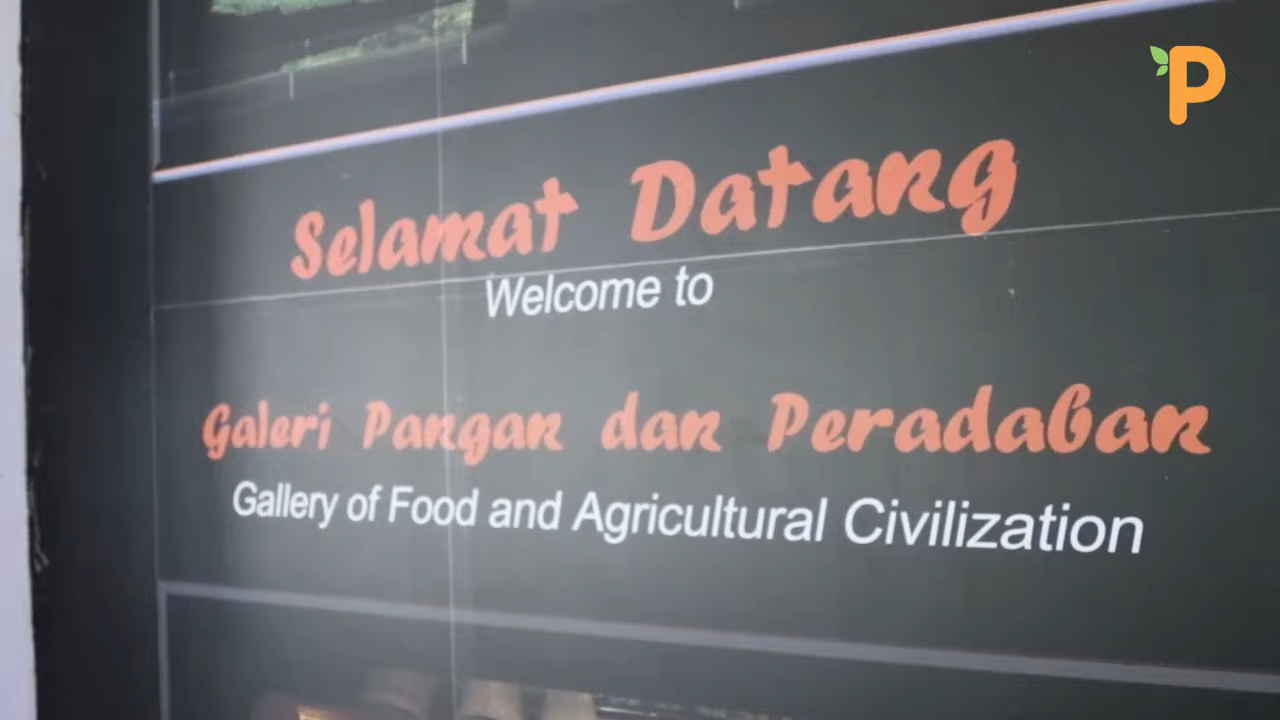 P
Selamat Datang
Welcome to
Galeri Pangan dan Peradaban
Gallery of Food and Agricultural Civilization